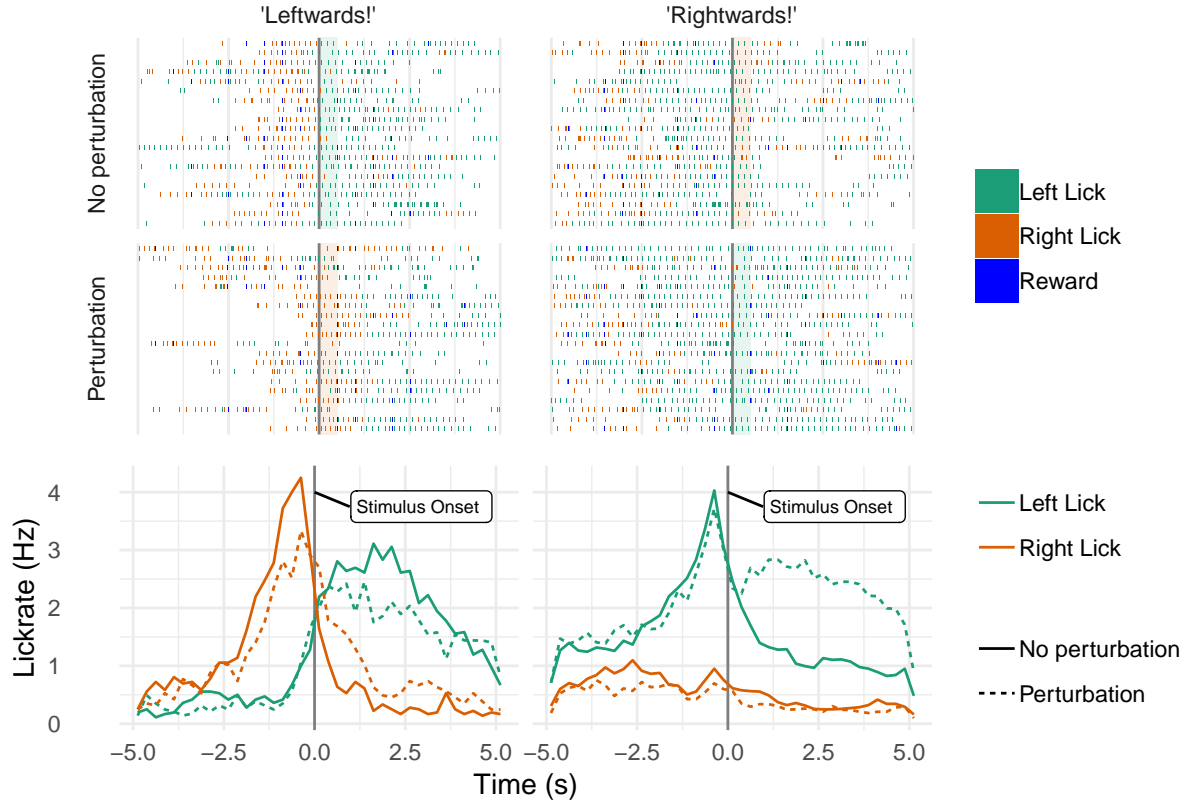 'Leftwards!'
'Rightwards!'
No perturbation
Perturbation
Left Lick
Right Lick
Reward
Lickrate (Hz)
4
3
2
1
0
Stimulus Onset
Stimulus Onset
−5.0
−2.5
0.0
2.5
5.0
−5.0
−2.5
0.0
2.5
5.0
Time (s)
Left Lick
Right Lick
No perturbation
Perturbation